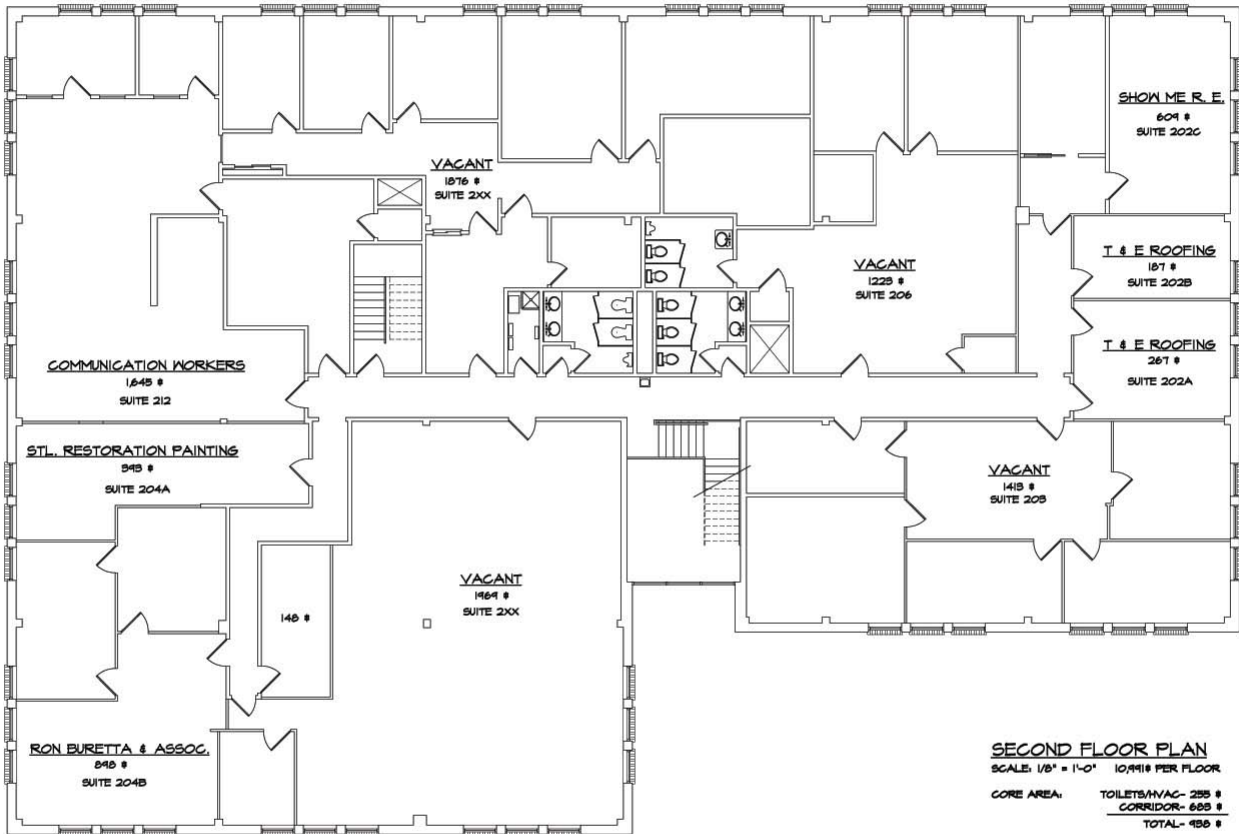 SHOW ME R. E.
609 #
SUITE 202C
VACANT
1876 #
SUITE 2XX
T & E ROOFING
187 #
SUITE 202B
VACANT
1223 #
SUITE 206
T & E ROOFING
267 #
SUITE 202A
COMMUNICATION WORKERS
1,645 #
SUITE 212
STL. RESTORATION PAINTING
393 #
SUITE 204A
VACANT
1413 #
SUITE 203
VACANT
1969 #
SUITE 2XX
148 #
RON BURETTA & ASSOC.
898 #
SUITE 204B
SECOND FLOOR PLAN
SCALE: 1/8" = 1'-0" 10,991# PER FLOOR
CORE AREA: TOILETS/HVAC- 255 #
CORRIDOR- 683 #
TOTAL- 938 #